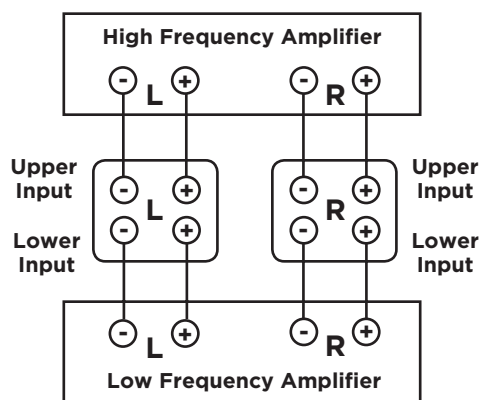 High Frequency Amplifier
- L + - R +
Upper
Input
- L + - R +
Upper
Input
Lower
Input
- + - +
Lower
Input
- L + - R +
Low Frequency Amplifier